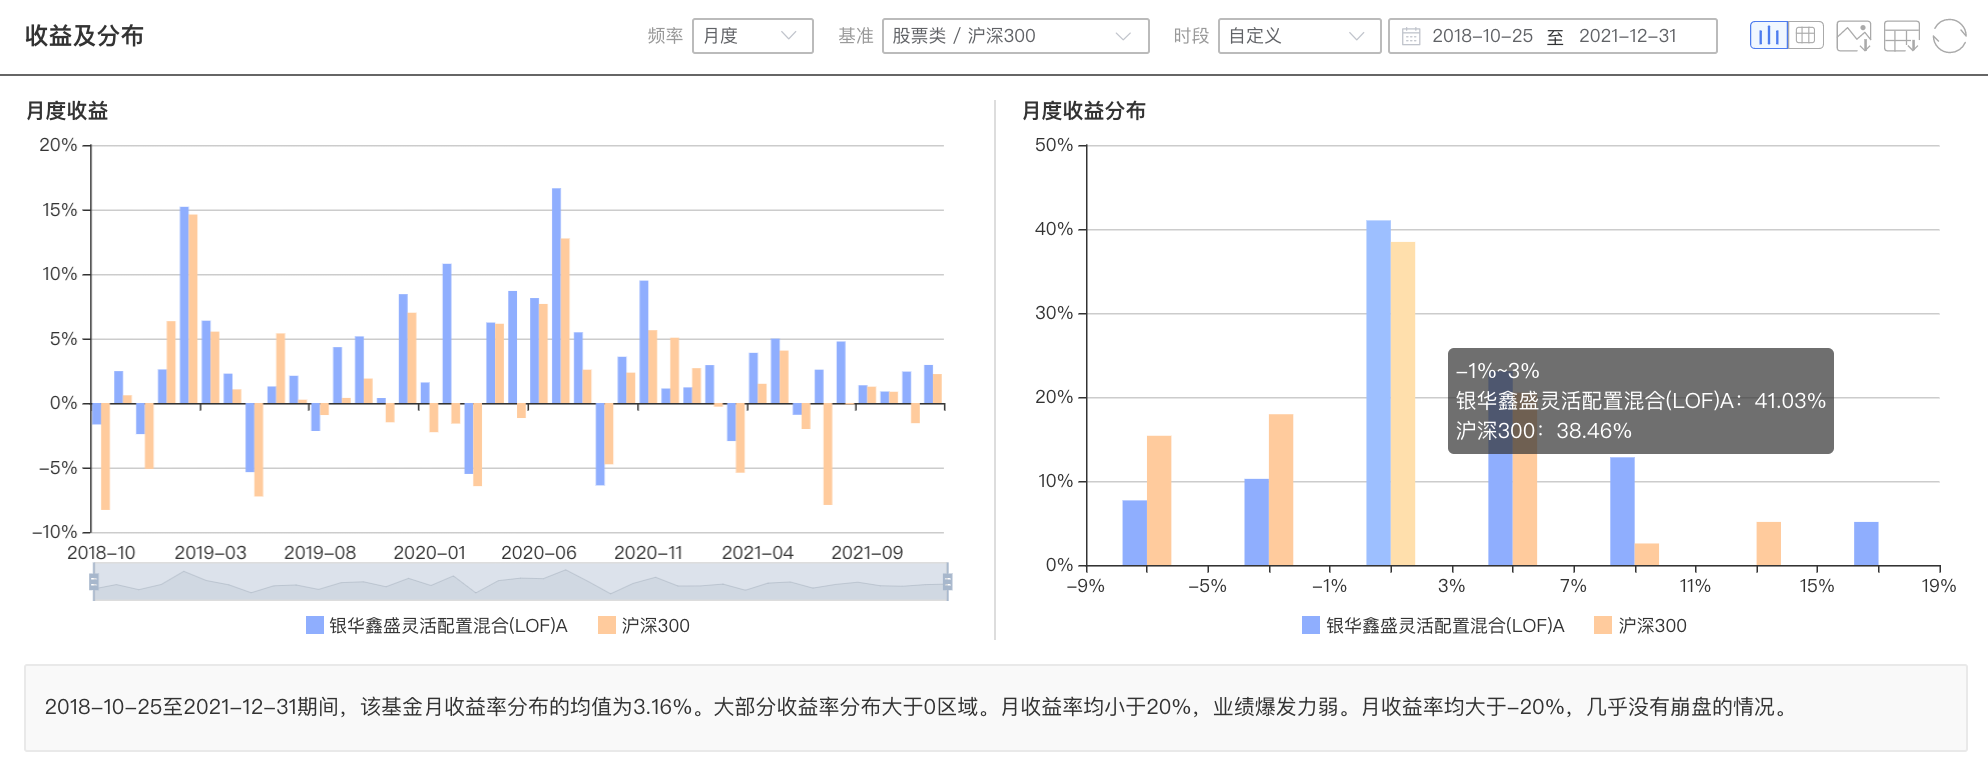 收益及分布
频率 月度 基准 股票类 / 沪深300 时段 自定义 2018-10-25 至 2021-12-31
月度收益
20%
15%
10%
5%
0%
-5%
-10%
2018-10 2019-03 2019-08 2020-01 2020-06 2020-11 2021-04 2021-09
银华鑫盛灵活配置混合(LOF)A 沪深300
月度收益分布
50%
40%
30%
20%
10%
0%
-1%~3%
银华鑫盛灵活配置混合(LOF)A：41.03%
沪深300：38.46%
-9% -5% -1% 3% 7% 11% 15% 19%
银华鑫盛灵活配置混合(LOF)A 沪深300
2018-10-25至2021-12-31期间，该基金月收益率分布的均值为3.16%。大部分收益率分布大于0区域。月收益率均小于20%，业绩爆发力弱。月收益率均大于-20%，几乎没有崩盘的情况。